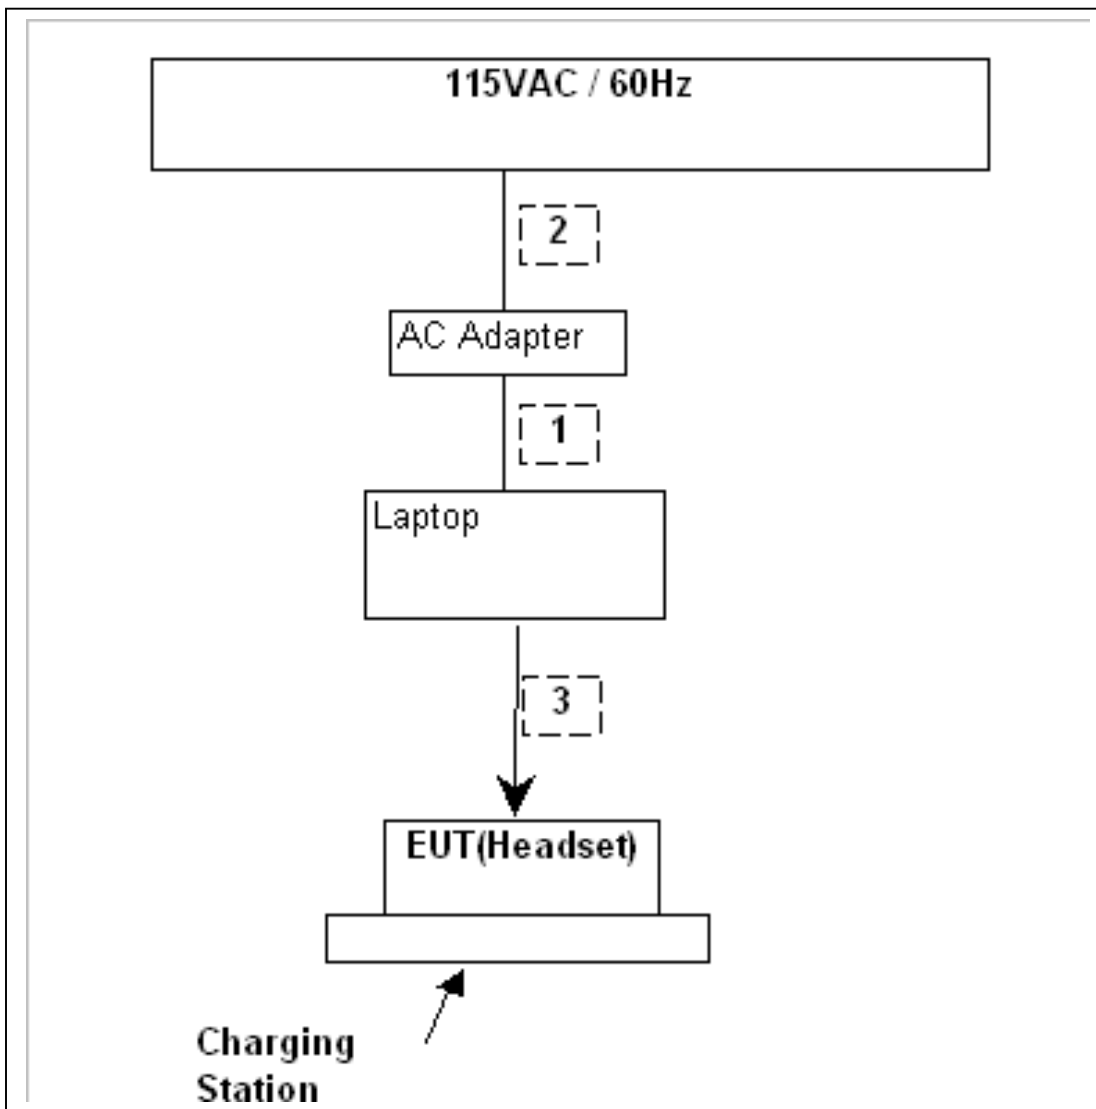 115VAC / 60Hz
2
AC Adapter
1
Laptop
3
EUT(Headset)
Charging
Station